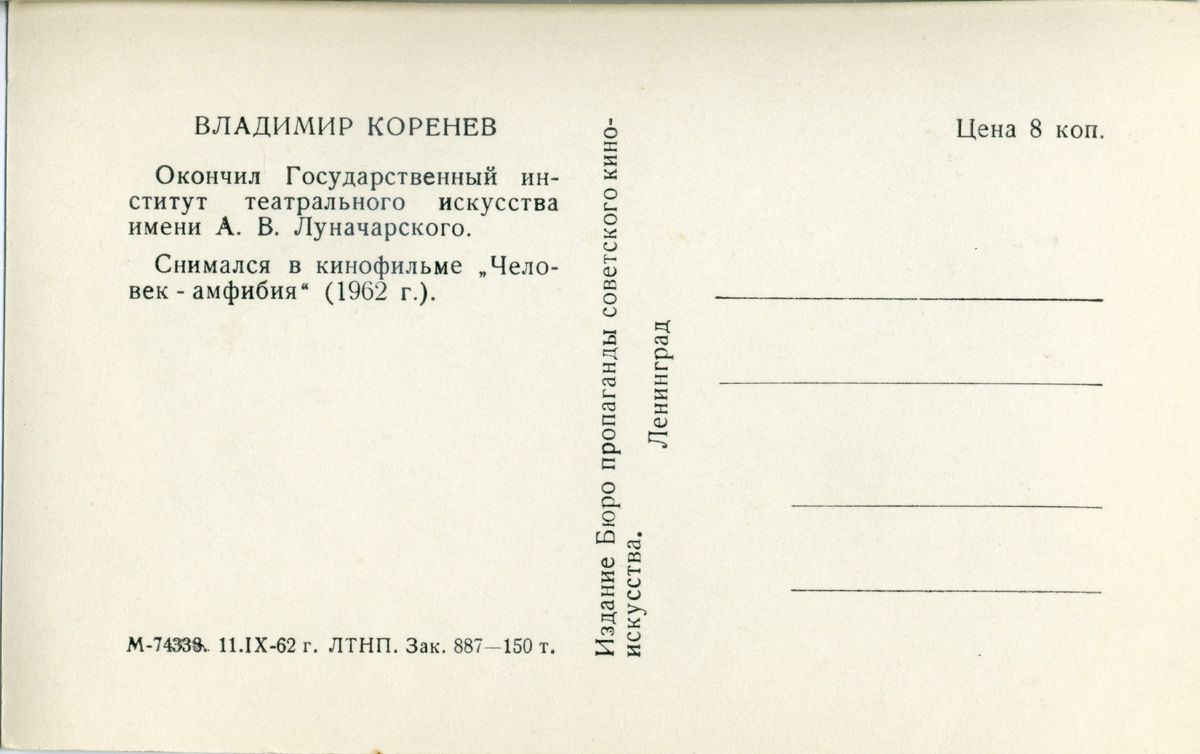 ВЛАДИМИР КОРЕНЕВ
Окончил Государственный ин-
ститут театрального искусства
имени А. В. Луначарского.
Снимался в кинофильме „Чело-
век - амфибия“ (1962 г.).
11.IX-62 г. ЛТНП. Зак. 887—150 т.
Издание Бюро пропаганды советского кино-
искусства.
Ленинград
Цена 8 коп.